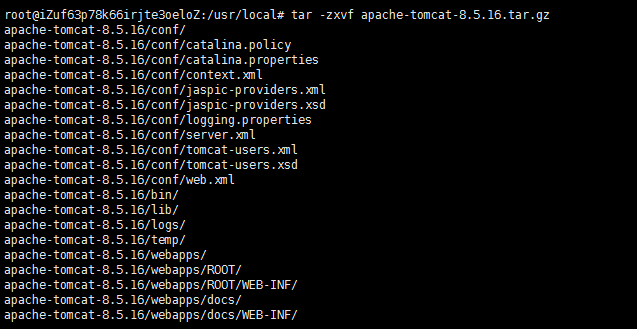 root@iZuf63p78k66irjte3oeloZ:/usr/local# tar -zxvf apache-tomcat-8.5.16.tar.gz
apache-tomcat-8.5.16/conf/
apache-tomcat-8.5.16/conf/catalina.policy
apache-tomcat-8.5.16/conf/catalina.properties
apache-tomcat-8.5.16/conf/context.xml
apache-tomcat-8.5.16/conf/jaspic-providers.xml
apache-tomcat-8.5.16/conf/jaspic-providers.xsd
apache-tomcat-8.5.16/conf/logging.properties
apache-tomcat-8.5.16/conf/server.xml
apache-tomcat-8.5.16/conf/tomcat-users.xml
apache-tomcat-8.5.16/conf/tomcat-users.xsd
apache-tomcat-8.5.16/conf/web.xml
apache-tomcat-8.5.16/bin/
apache-tomcat-8.5.16/lib/
apache-tomcat-8.5.16/logs/
apache-tomcat-8.5.16/temp/
apache-tomcat-8.5.16/webapps/
apache-tomcat-8.5.16/webapps/ROOT/
apache-tomcat-8.5.16/webapps/ROOT/WEB-INF/
apache-tomcat-8.5.16/webapps/docs/
apache-tomcat-8.5.16/webapps/docs/WEB-INF/